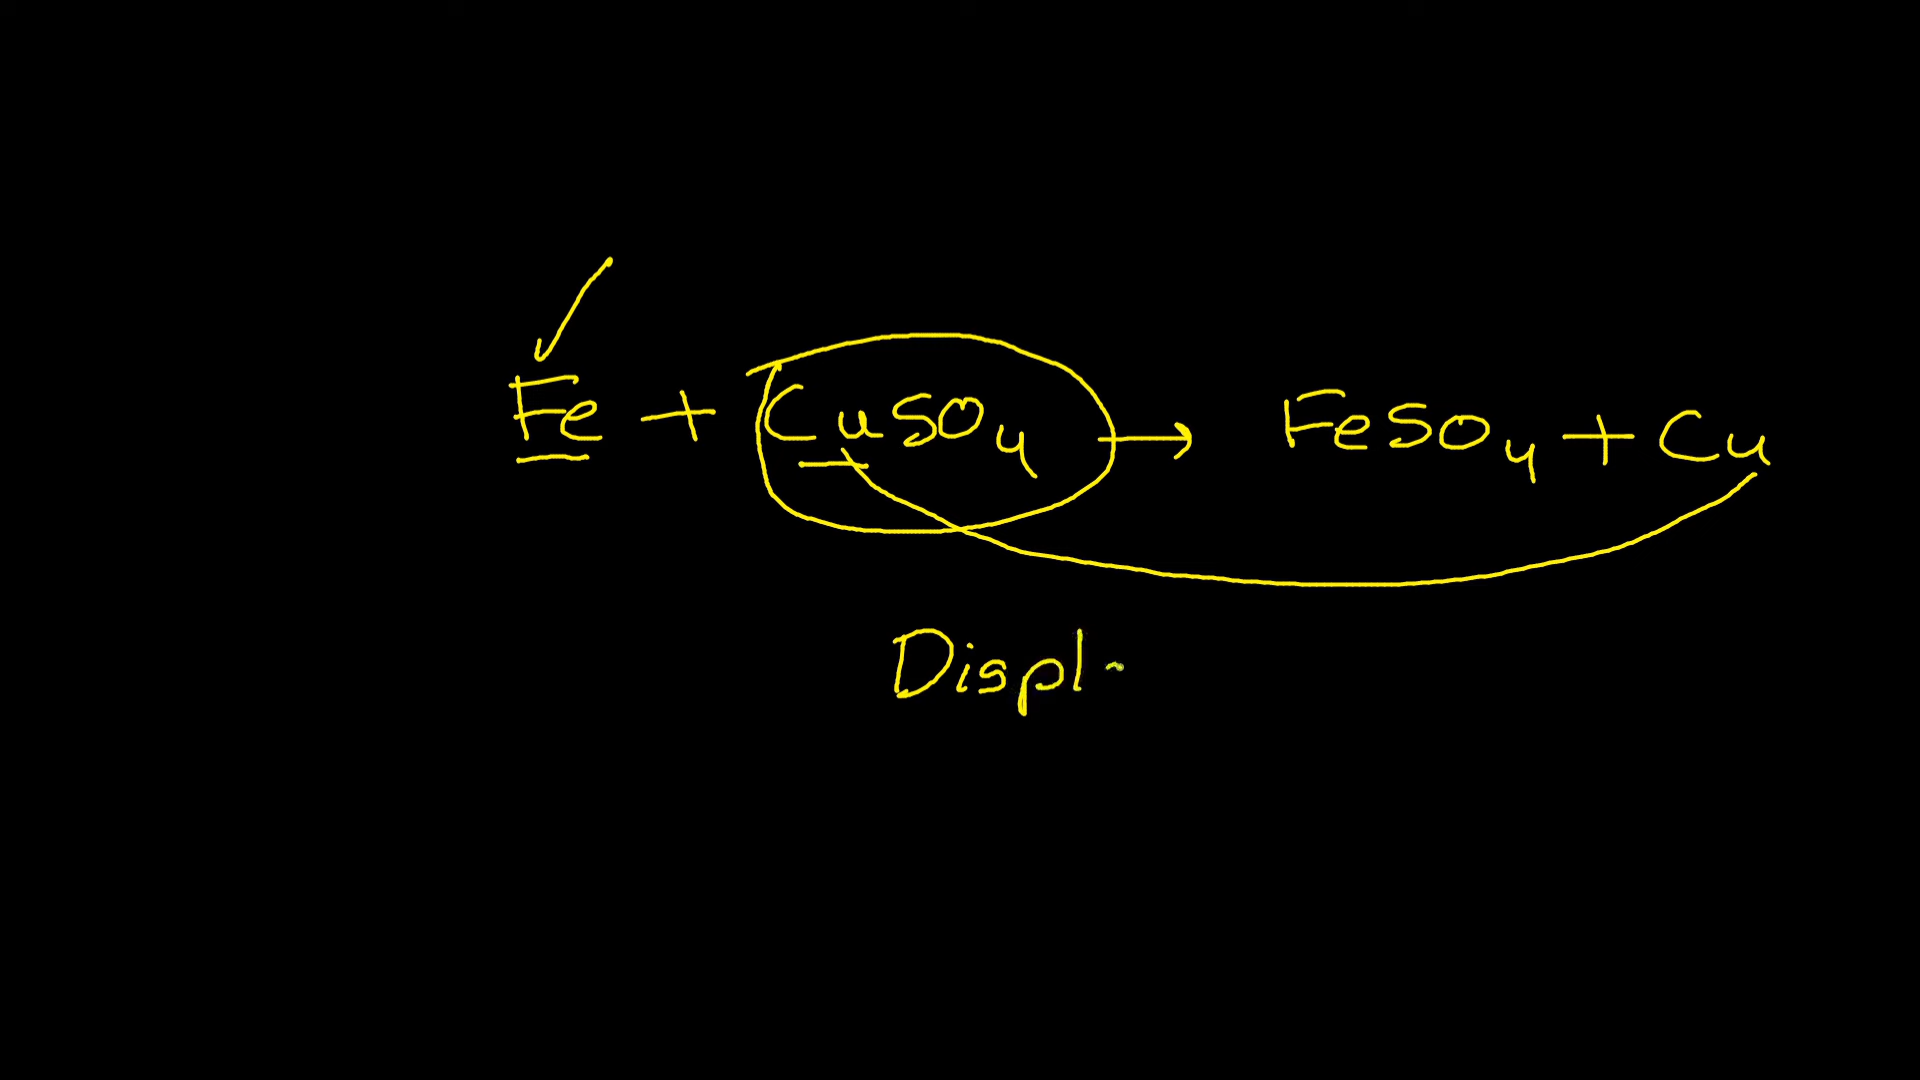 Fe + CuSO₄ → FeSO₄ + Cu
Displ